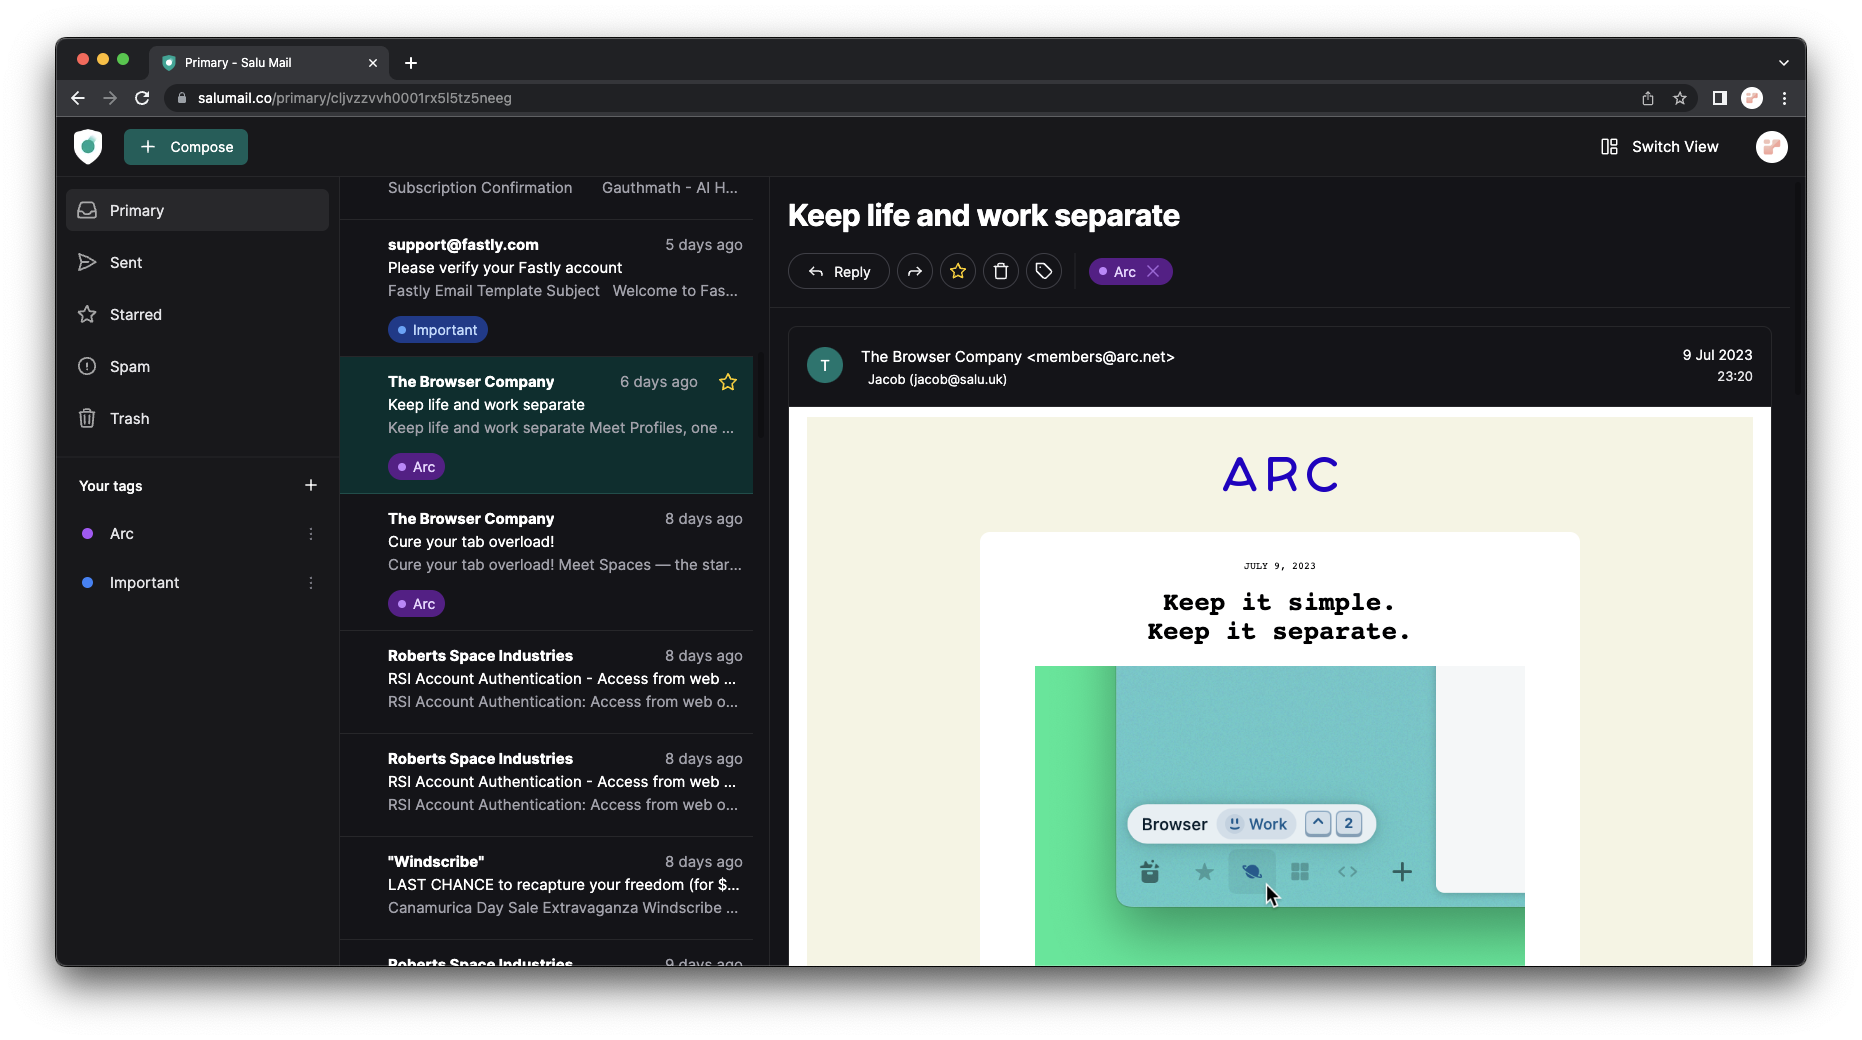 Primary - Salu Mail
salumail.co/primary/cljvzzvvh0001rx5l5tz5neeg
Compose
Switch View
Primary
Sent
Starred
Spam
Trash
Your tags
Arc
Important
Subscription Confirmation Gauthmath - AI H...
support@fastly.com 5 days ago
Please verify your Fastly account
Fastly Email Template Subject Welcome to Fas...
Important
The Browser Company 6 days ago
Keep life and work separate
Keep life and work separate Meet Profiles, one ...
Arc
The Browser Company 8 days ago
Cure your tab overload!
Cure your tab overload! Meet Spaces — the star...
Arc
Roberts Space Industries 8 days ago
RSI Account Authentication - Access from web ...
RSI Account Authentication: Access from web o...
Roberts Space Industries 8 days ago
RSI Account Authentication - Access from web ...
RSI Account Authentication: Access from web o...
"Windscribe" 8 days ago
LAST CHANCE to recapture your freedom (for $...
Canamurica Day Sale Extravaganza Windscribe ...
Roberts Space Industries 9 days ago
Keep life and work separate
Reply
Arc
T
The Browser Company <members@arc.net> 9 Jul 2023
Jacob (jacob@salu.uk) 23:20
ARC
JULY 9, 2023
Keep it simple.
Keep it separate.
Browser Work ^ 2